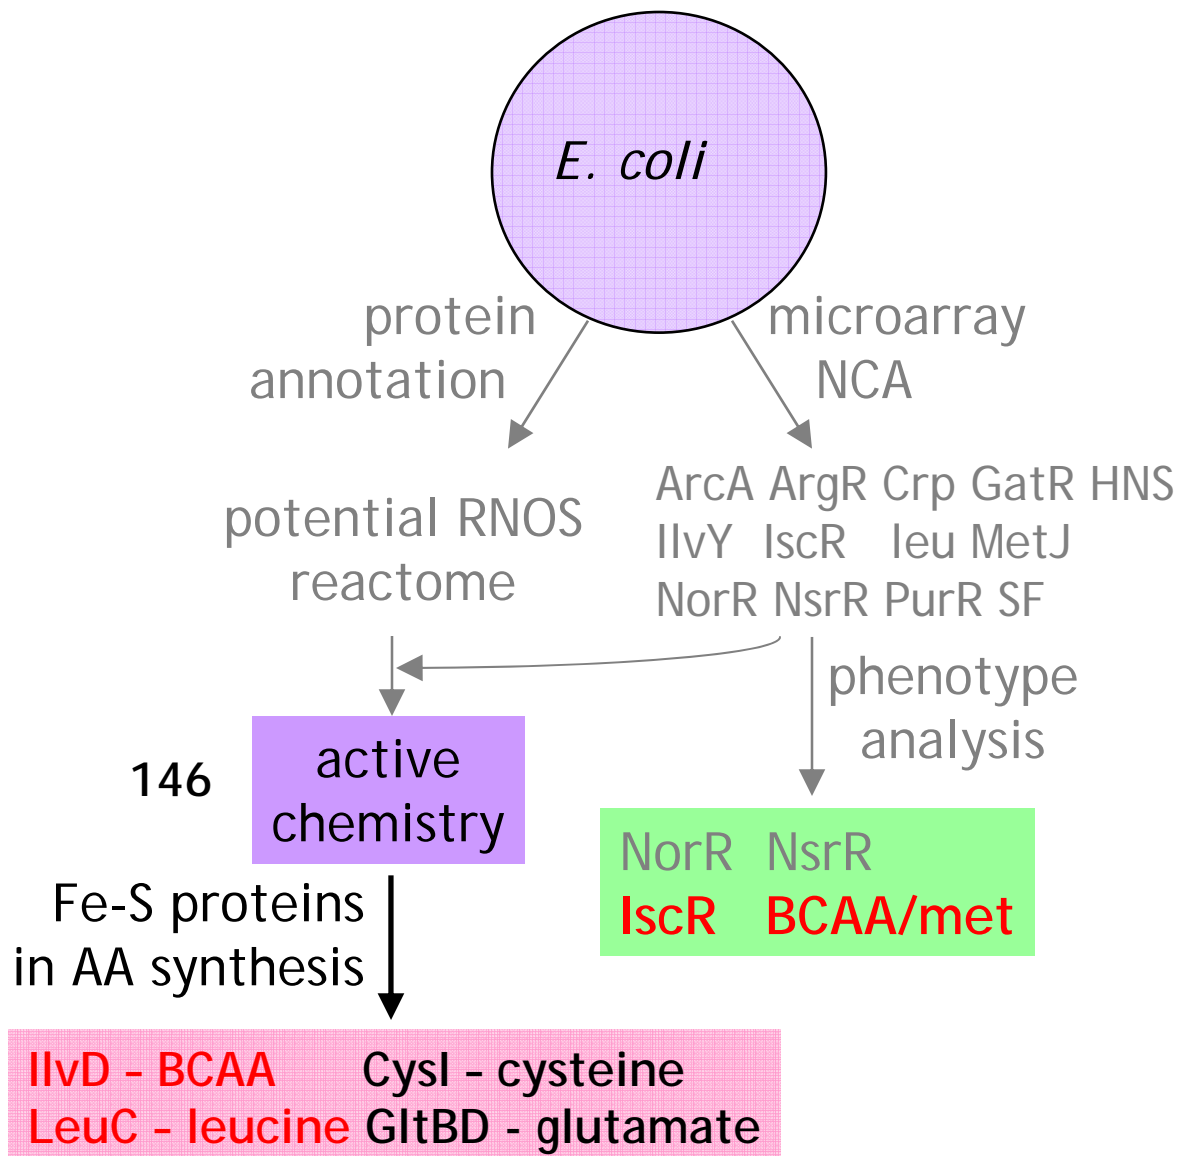 E. coli
protein
annotation
microarray
NCA
potential RNOS
reactome
ArcA ArgR Crp GatR HNS
IlvY IscR leu MetJ
NorR NsrR PurR SF
phenotype
analysis
146
active
chemistry
NorR NsrR
IscR BCAA/met
Fe-S proteins
in AA synthesis
IlvD - BCAA CysI - cysteine
LeuC - leucine GltBD - glutamate